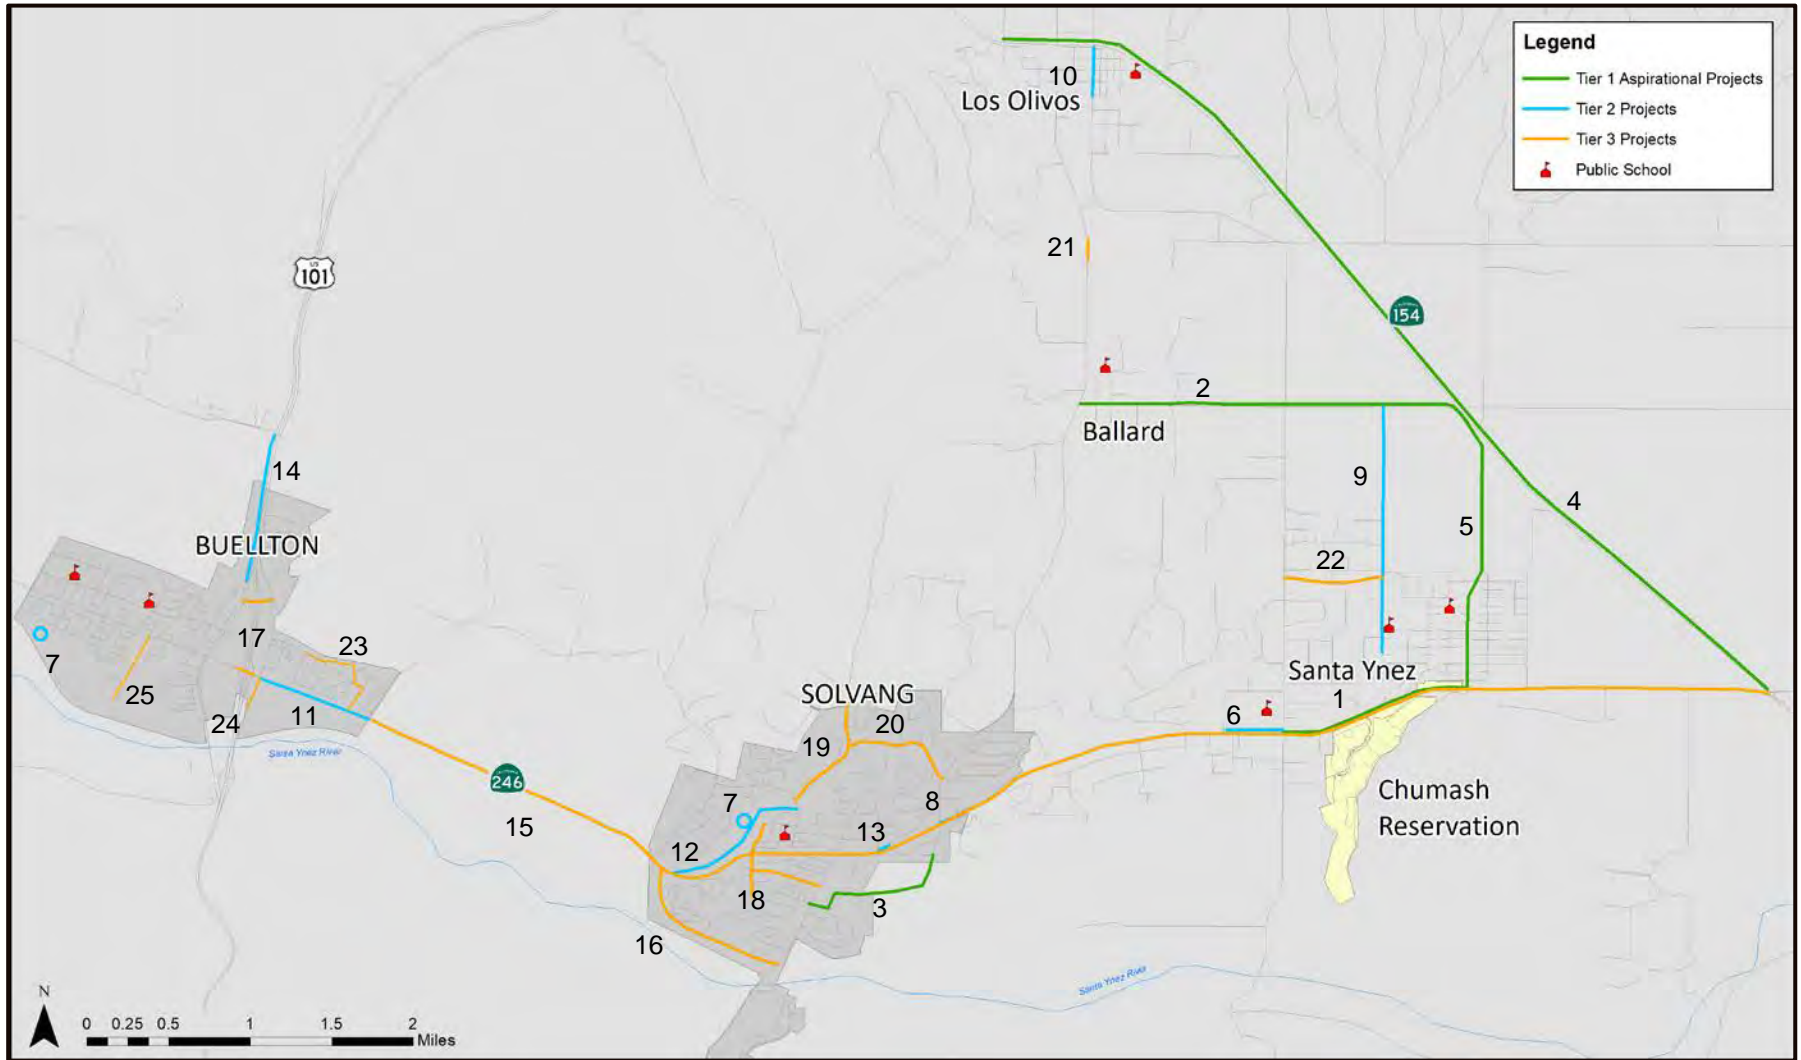 Legend
Tier 1 Aspirational Projects
Tier 2 Projects
Tier 3 Projects
Public School
10
Los Olivos
21
US
101
154
2
Ballard
14
9
4
5
BUELLTON
22
17
23
7
25
24
11
Santa Ynez River
Santa Ynez
1
6
SOLVANG
20
19
246
15
7
8
13
12
18
3
16
Chumash
Reservation
Santa Ynez River
N
0 0.25 0.5 1 1.5 2
Miles